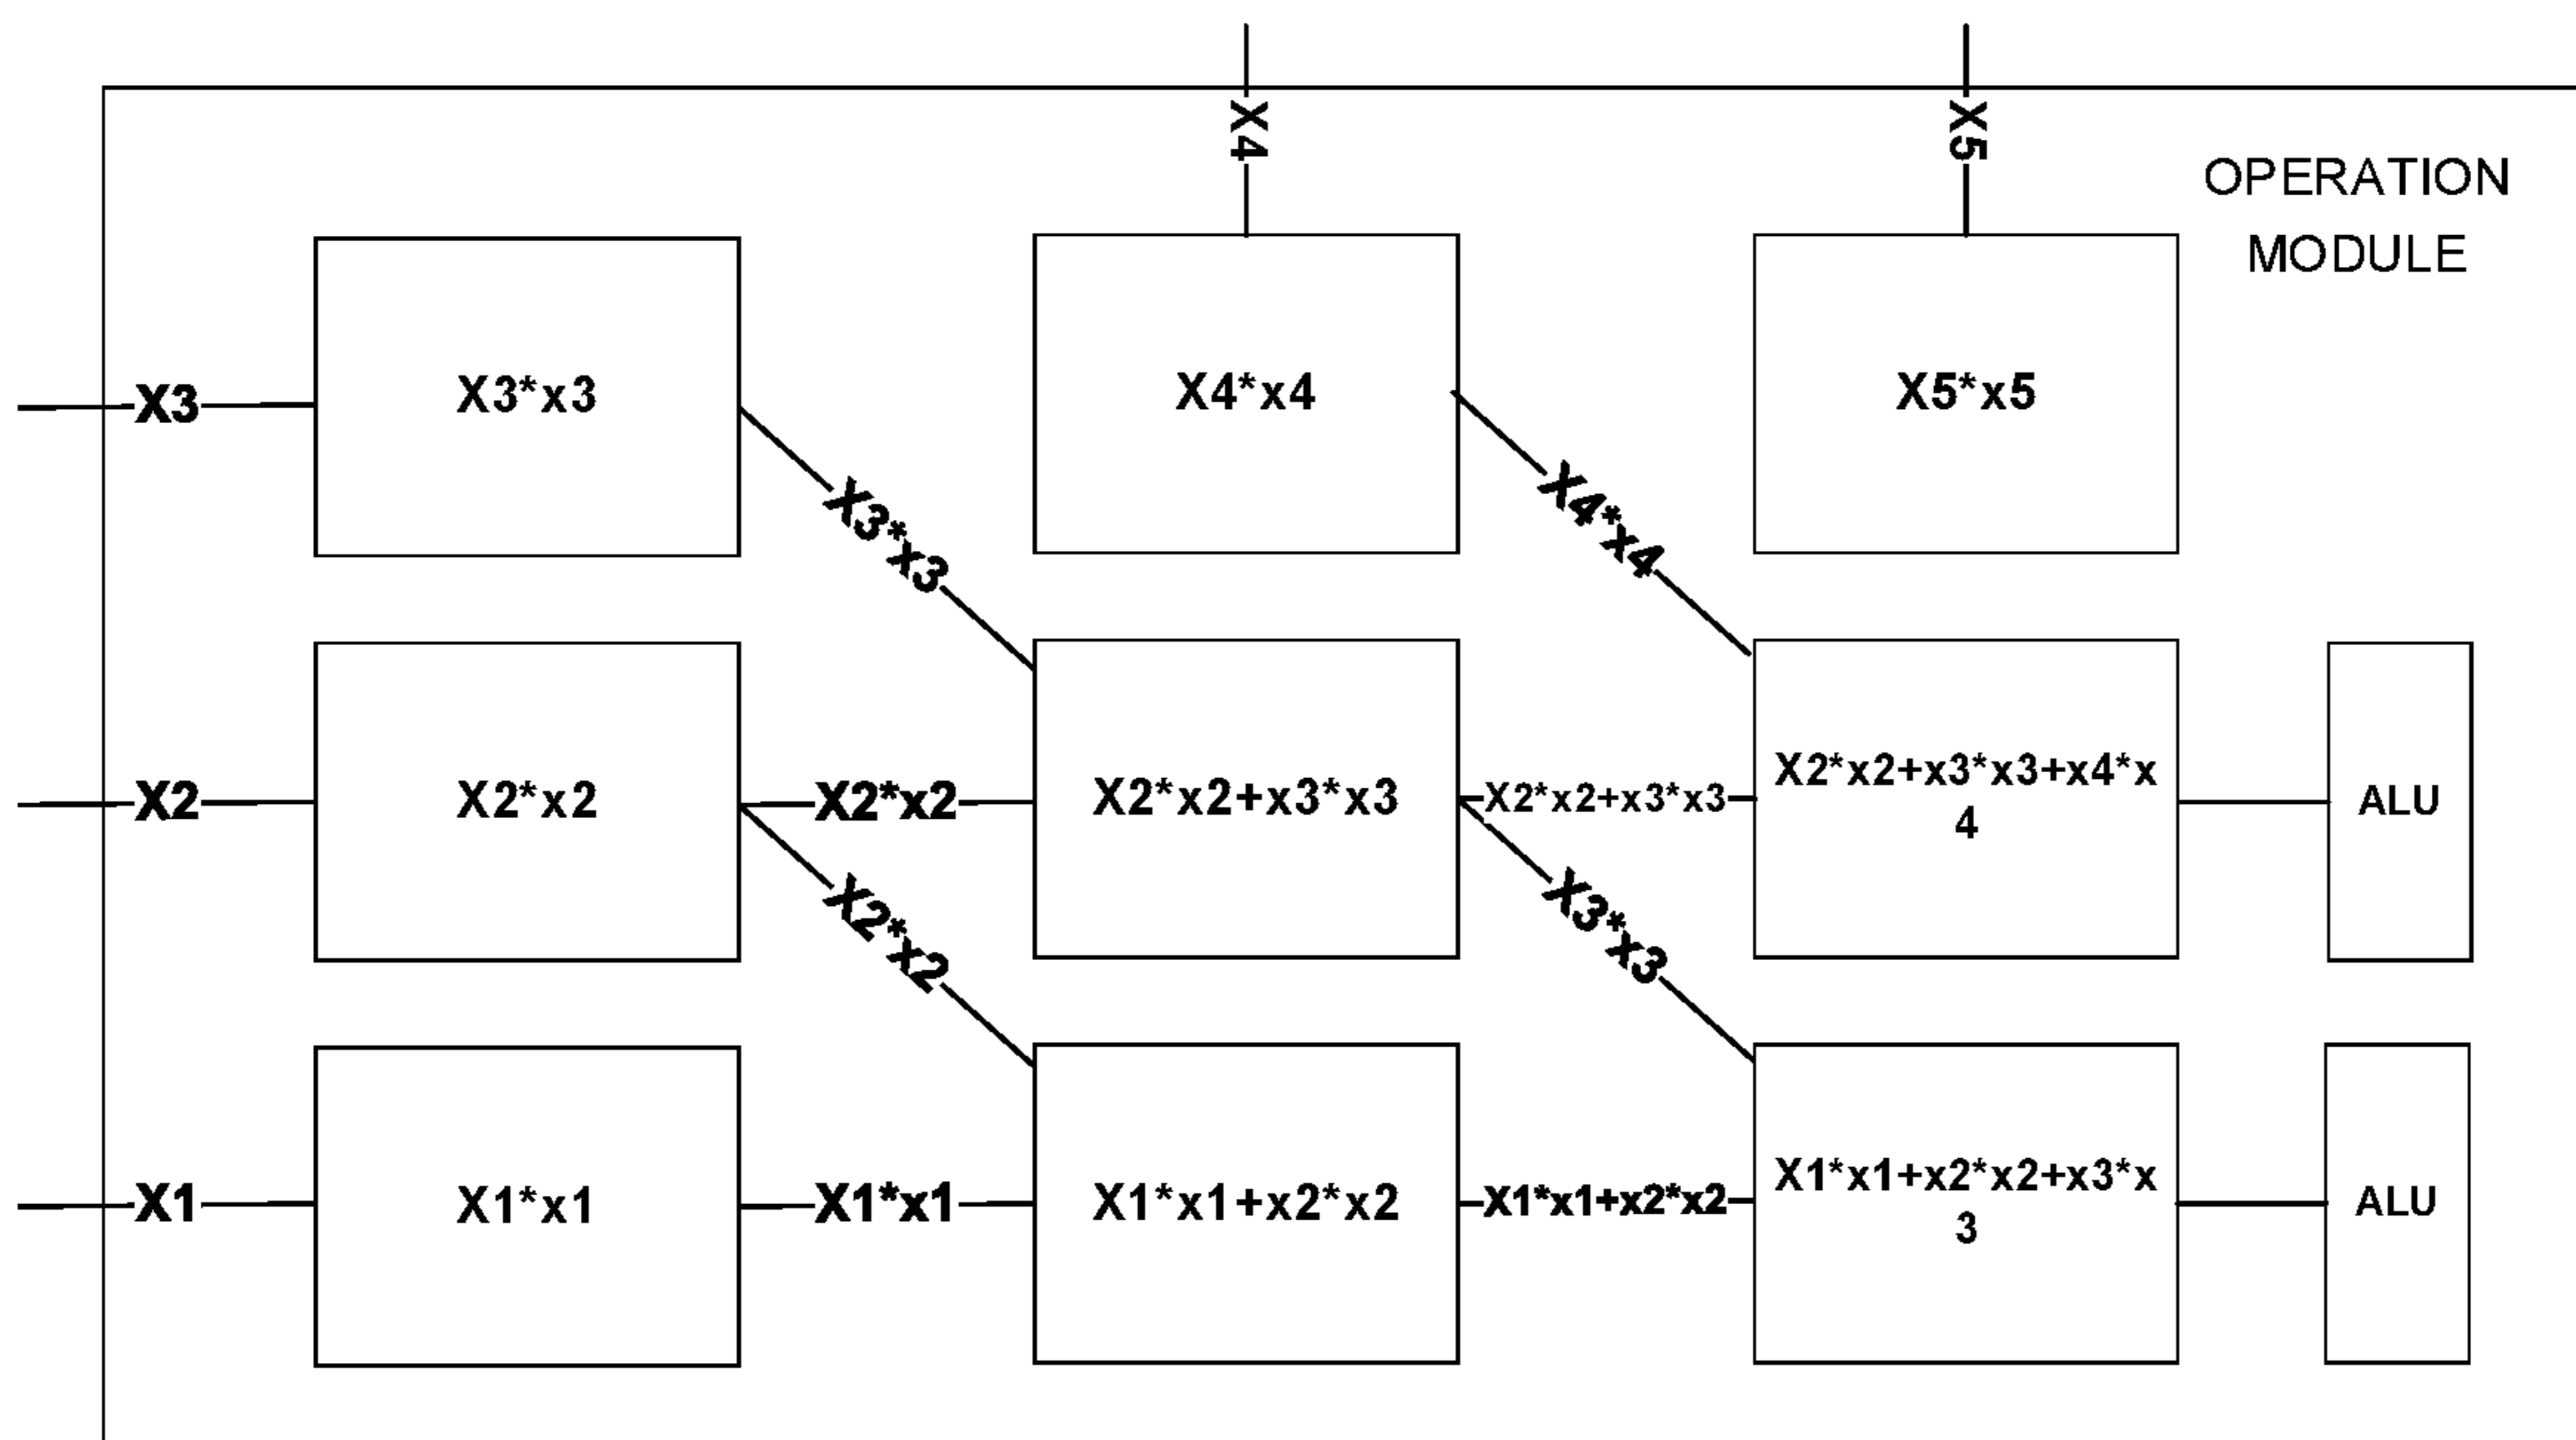 X4
X5
OPERATION
MODULE
X3
X3*x3
X4*x4
X5*x5
X3*x3
X4*x4
X2
X2*x2
X2*x2
X2*x2+x3*x3
X2*x2+x3*x3
X2*x2+x3*x3+x4*x
4
ALU
X2*x2
X3*x3
X1
X1*x1
X1*x1
X1*x1+x2*x2
X1*x1+x2*x2
X1*x1+x2*x2+x3*x
3
ALU